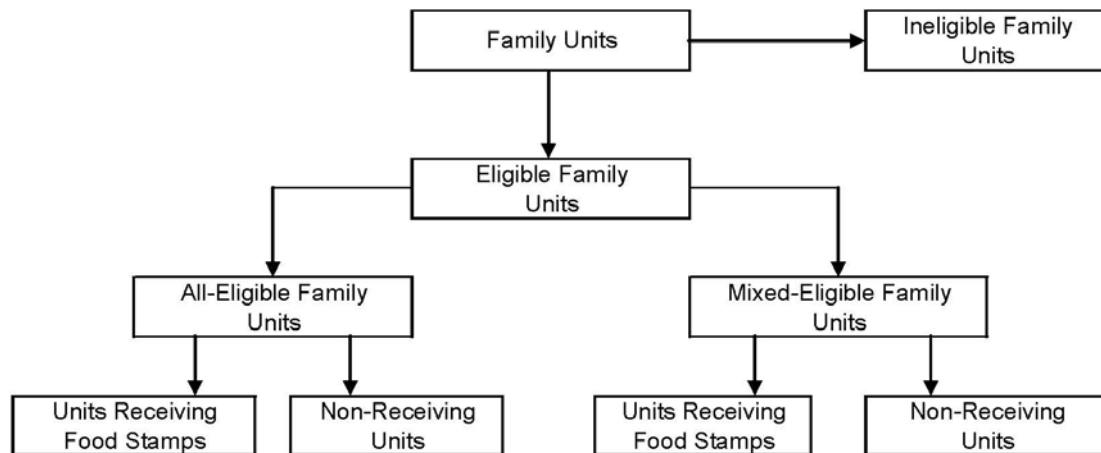 Family Units
Ineligible Family
Units
Eligible Family
Units
All-Eligible Family
Units
Mixed-Eligible Family
Units
Units Receiving
Food Stamps
Non-Receiving
Units
Units Receiving
Food Stamps
Non-Receiving
Units